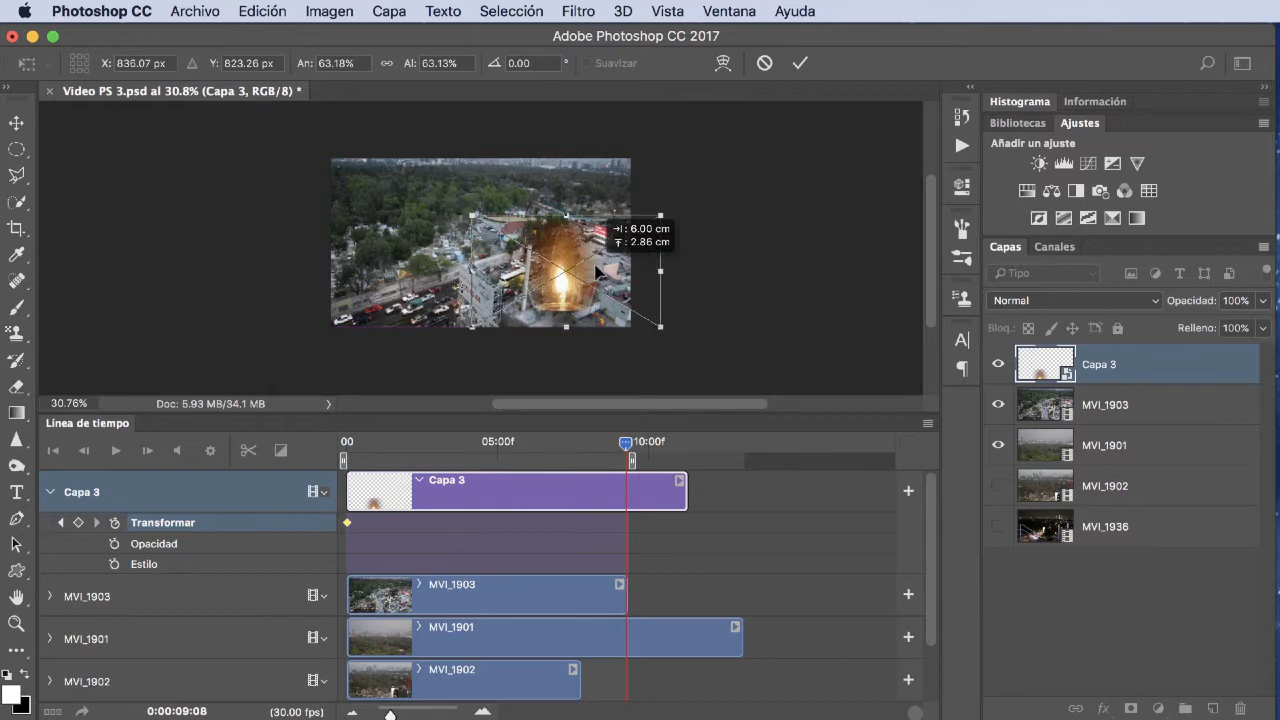 Photoshop CC Archivo Edición Imagen Capa Texto Selección Filtro 3D Vista Ventana Ayuda
Adobe Photoshop CC 2017
X: 836.07 px Y: 823.26 px An: 63.18% Al: 63.13% 0.00 ° Suavizar
Video PS 3.psd al 30.8% (Capa 3, RGB/8) *
Histograma Información
Bibliotecas Ajustes
Añadir un ajuste
: 6.00 cm
: 2.86 cm
Capas Canales
Tipo
Normal Opacidad: 100%
Bloq.: Relleno: 100%
Capa 3
MVI_1903
MVI_1901
MVI_1902
MVI_1936
30.76% Doc: 5.93 MB/34.1 MB
Línea de tiempo
00 05:00f 10:00f
Capa 3 Capa 3
Transformar
Opacidad
Estilo
MVI_1903 MVI_1903
MVI_1901 MVI_1901
MVI_1902 MVI_1902
0:00:09:08 (30.00 fps)